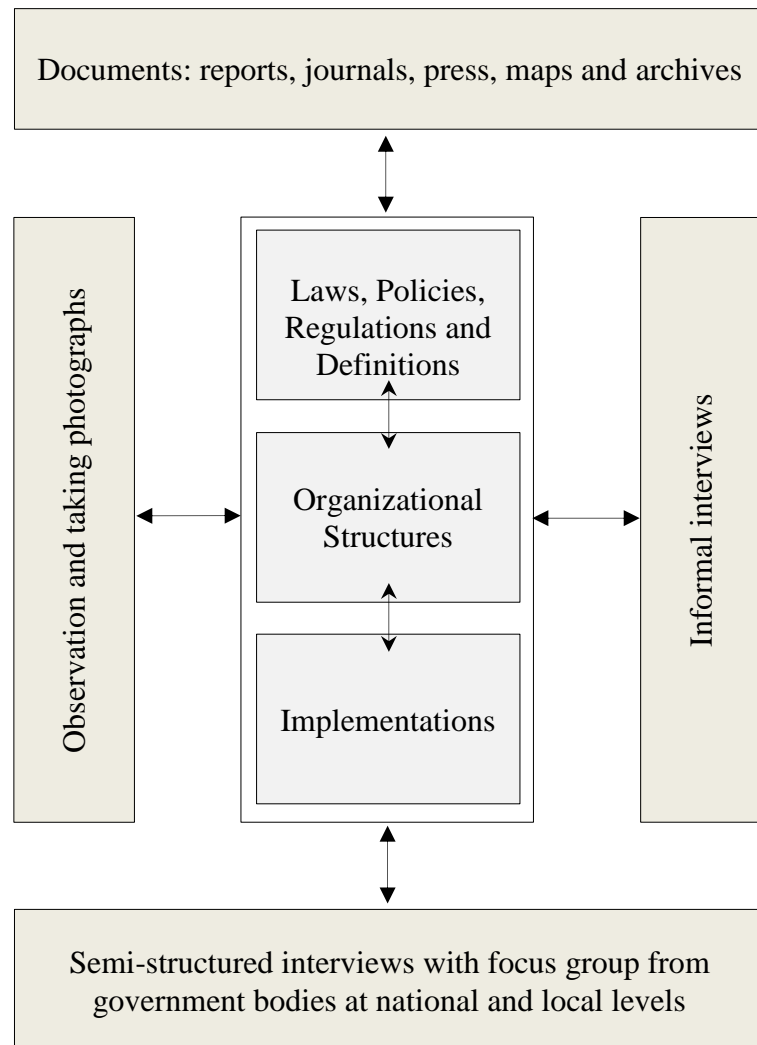 Documents: reports, journals, press, maps and archives
Observation and taking photographs
Laws, Policies,
Regulations and
Definitions
Organizational
Structures
Implementations
Informal interviews
Semi-structured interviews with focus group from
government bodies at national and local levels